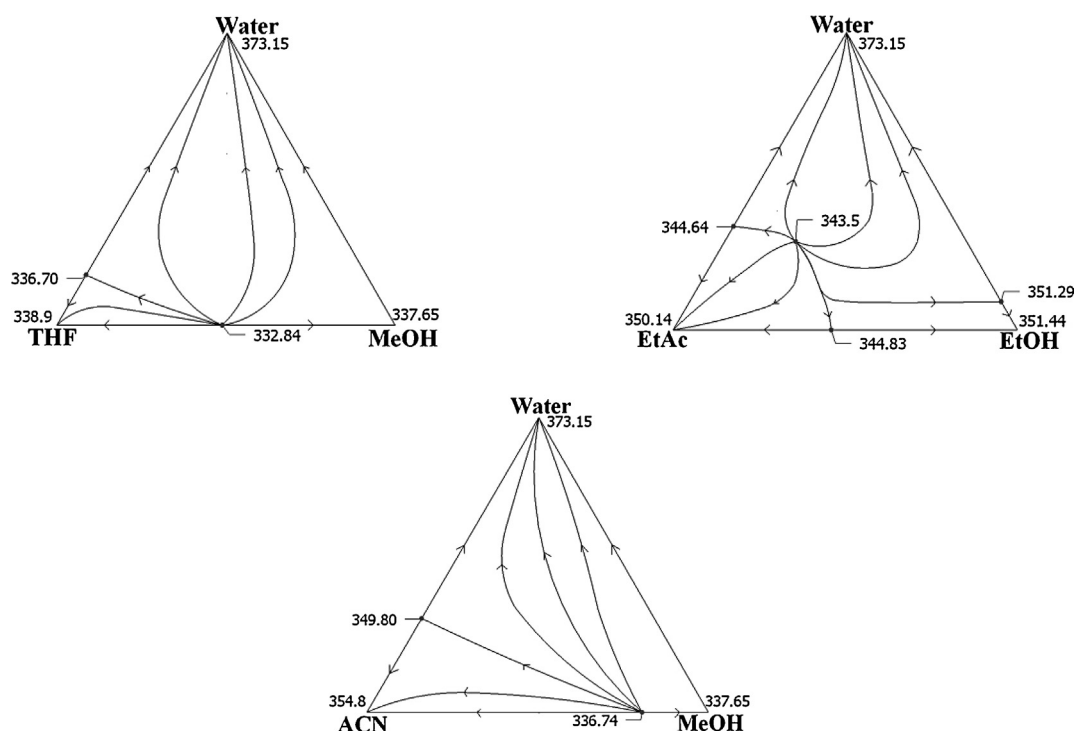 Water
373.15
336.70
338.9
THF
332.84
337.65
MeOH
Water
373.15
344.64
343.5
351.29
350.14
EtAc
344.83
351.44
EtOH
Water
373.15
349.80
354.8
ACN
336.74
337.65
MeOH